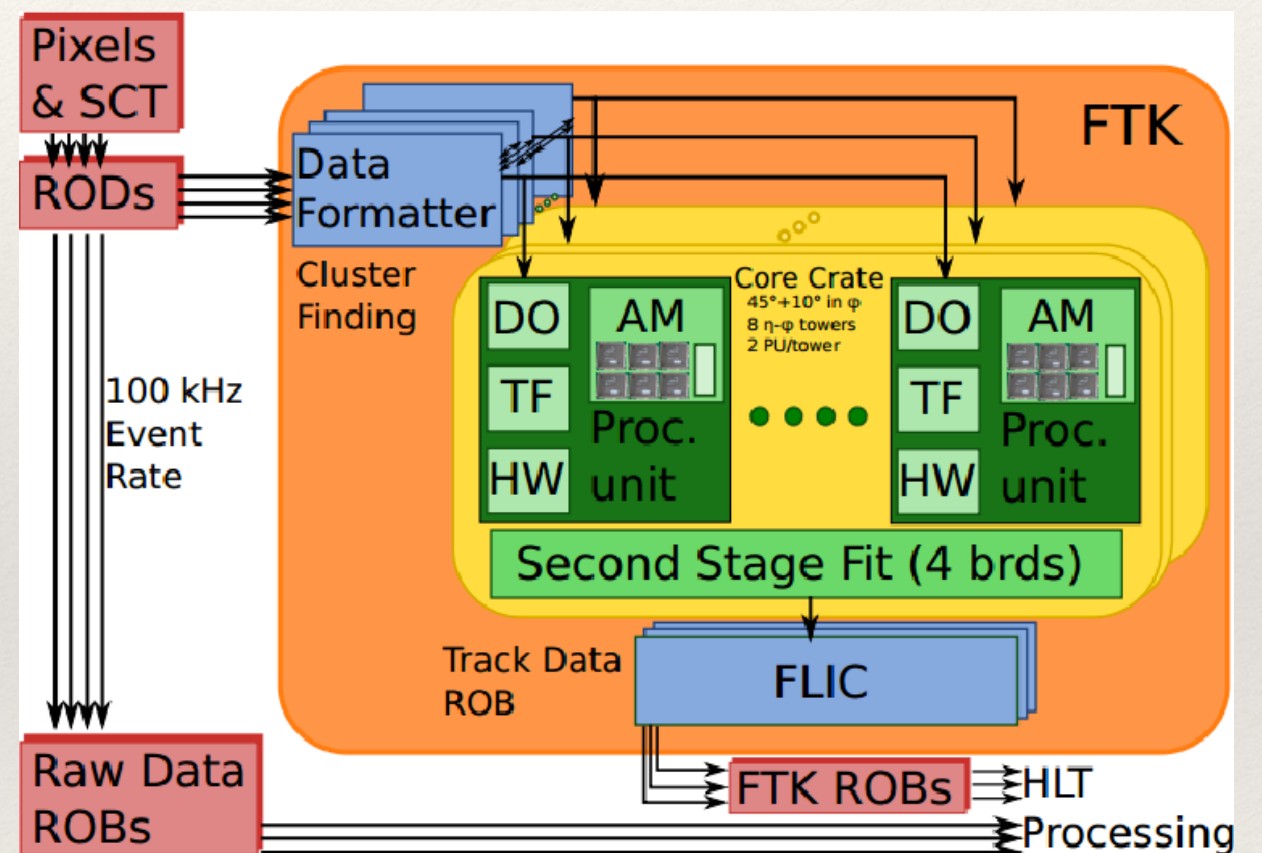 Pixels
& SCT
RODs
100 kHz
Event
Rate
Raw Data
ROBs
FTK
Data
Formatter
Cluster
Finding
Core Crate
45°+10° in φ
8 η-φ towers
2 PU/tower
DO
TF
HW
AM
Proc.
unit
DO
TF
HW
AM
Proc.
unit
Second Stage Fit (4 brds)
Track Data
ROB
FLIC
FTK ROBs
HLT
Processing